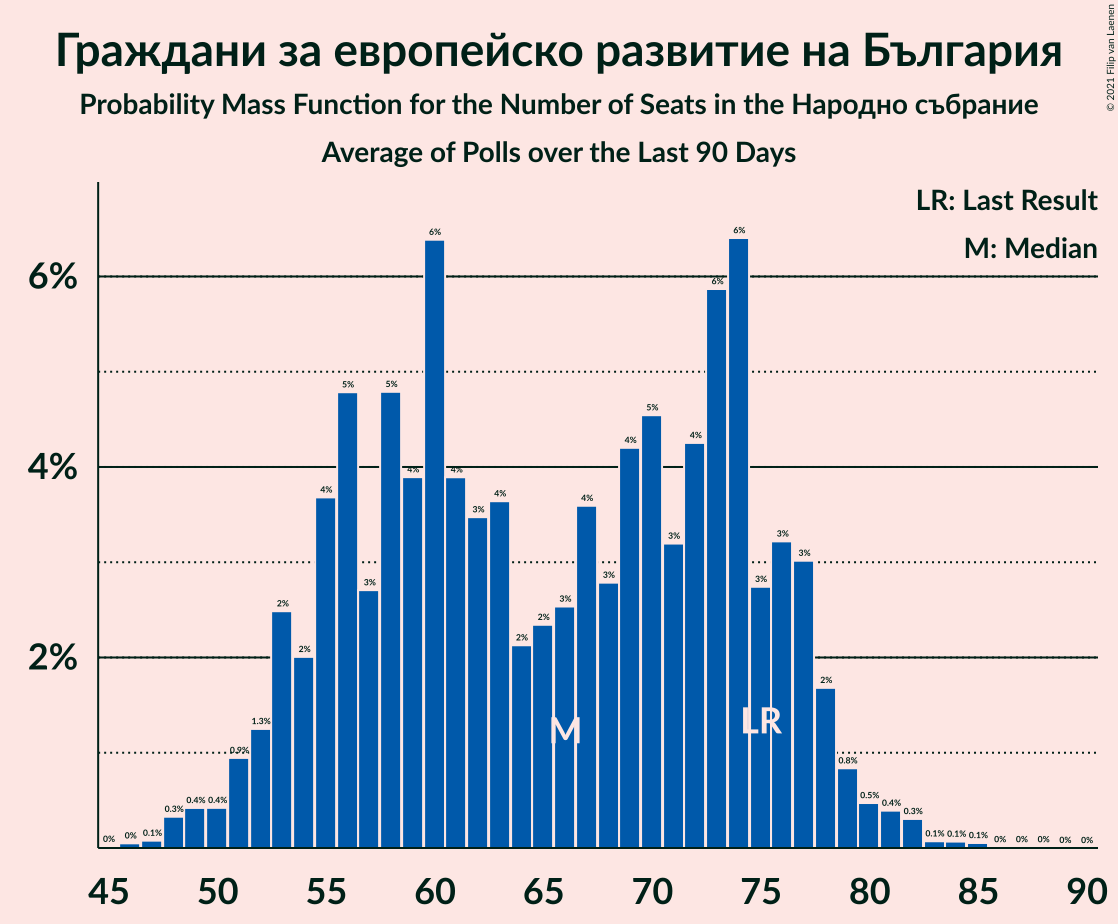 Граждани за европейско развитие на България
Probability Mass Function for the Number of Seats in the Народно събрание
Average of Polls over the Last 90 Days
© 2021 Filip van Laenen
LR: Last Result
M: Median
6%
4%
2%
0% 0% 0.1% 0.3% 0.4% 0.4% 0.9% 1.3% 2% 2% 4% 5% 3% 5% 4% 6% 4% 3% 4% 2% 2% 3% 4% 3% 4% 5% 3% 4% 6% 6% 3% 3% 3% 2% 0.8% 0.5% 0.4% 0.3% 0.1% 0.1% 0.1% 0% 0% 0% 0% 0%
M LR
45 50 55 60 65 70 75 80 85 90